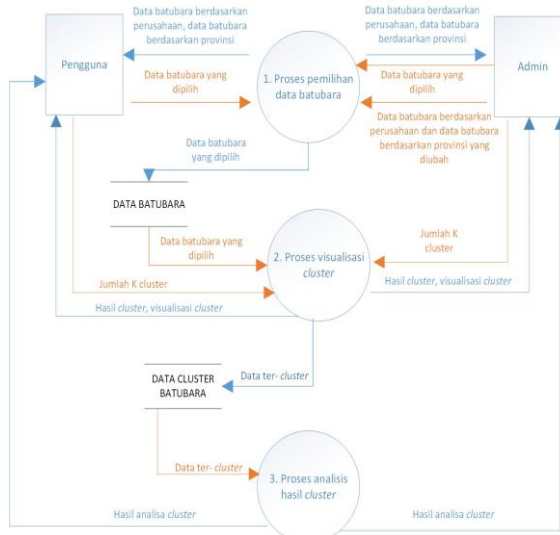 Data batubara berdasarkan
perusahaan, data batubara
berdasarkan provinsi
Data batubara berdasarkan
perusahaan, data batubara
berdasarkan provinsi
Pengguna
Data batubara yang
dipilih
1. Proses pemilihan
data batubara
Data batubara yang
dipilih
Admin
Data batubara berdasarkan
perusahaan dan data batubara
berdasarkan provinsi yang
diubah
Data batubara
yang dipilih
DATA BATUBARA
Data batubara yang
dipilih
2. Proses visualisasi
cluster
Jumlah K
cluster
Jumlah K cluster
Hasil cluster, visualisasi cluster
Hasil cluster, visualisasi cluster
DATA CLUSTER
BATUBARA
Data ter- cluster
Data ter- cluster
3. Proses analisis
hasil cluster
Hasil analisa cluster
Hasil analisa cluster